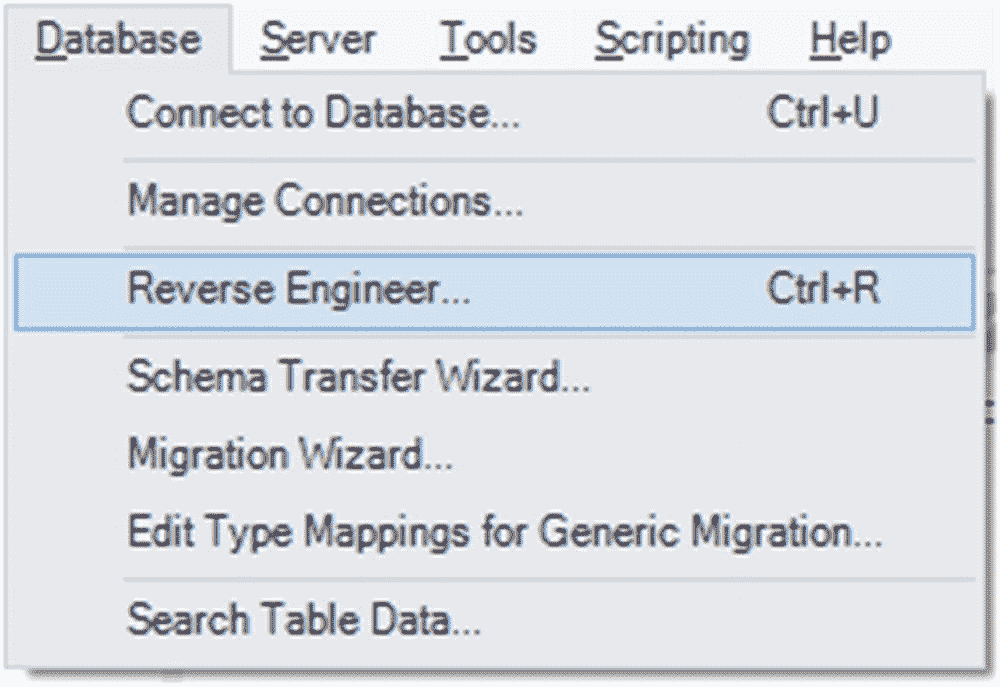 Database Server Tools Scripting Help
Connect to Database... Ctrl+U
Manage Connections...
Reverse Engineer... Ctrl+R
Schema Transfer Wizard...
Migration Wizard...
Edit Type Mappings for Generic Migration...
Search Table Data...